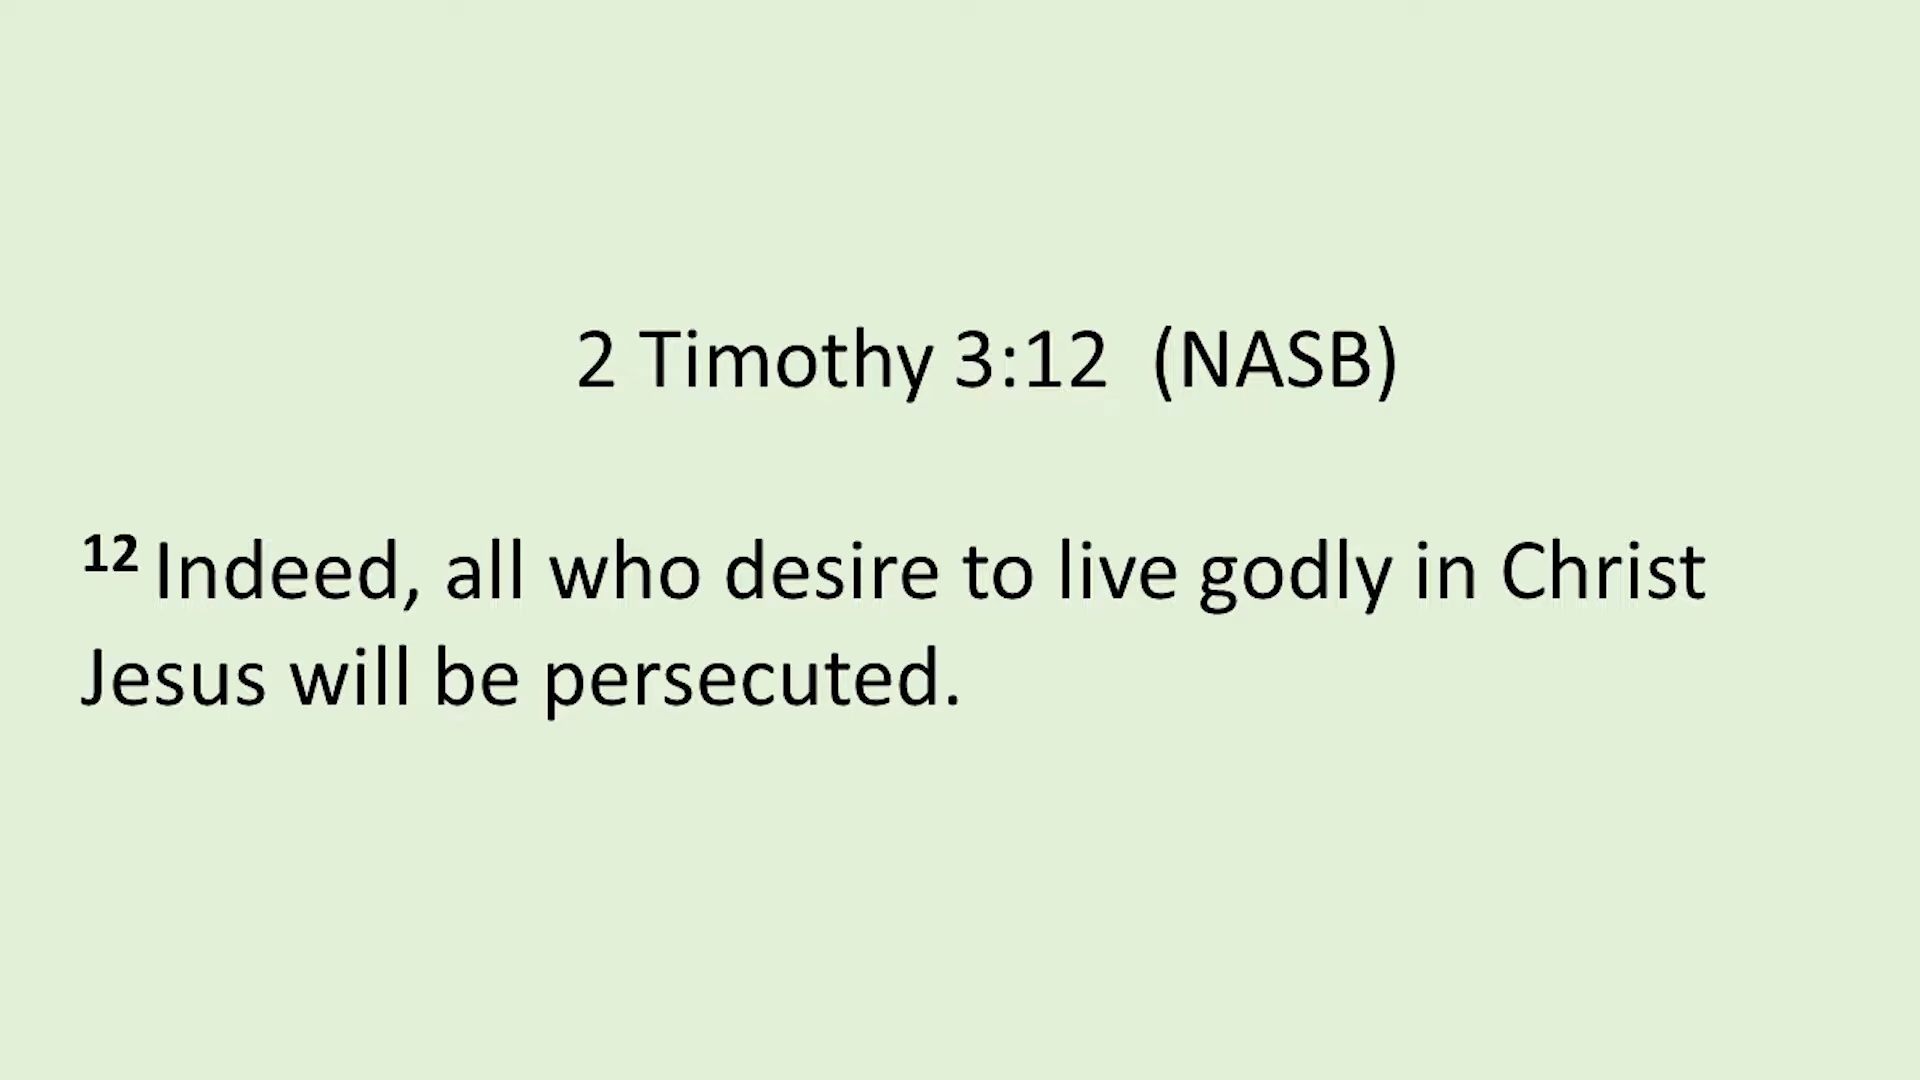 2 Timothy 3:12  (NASB)
12 Indeed, all who desire to live godly in Christ
Jesus will be persecuted.